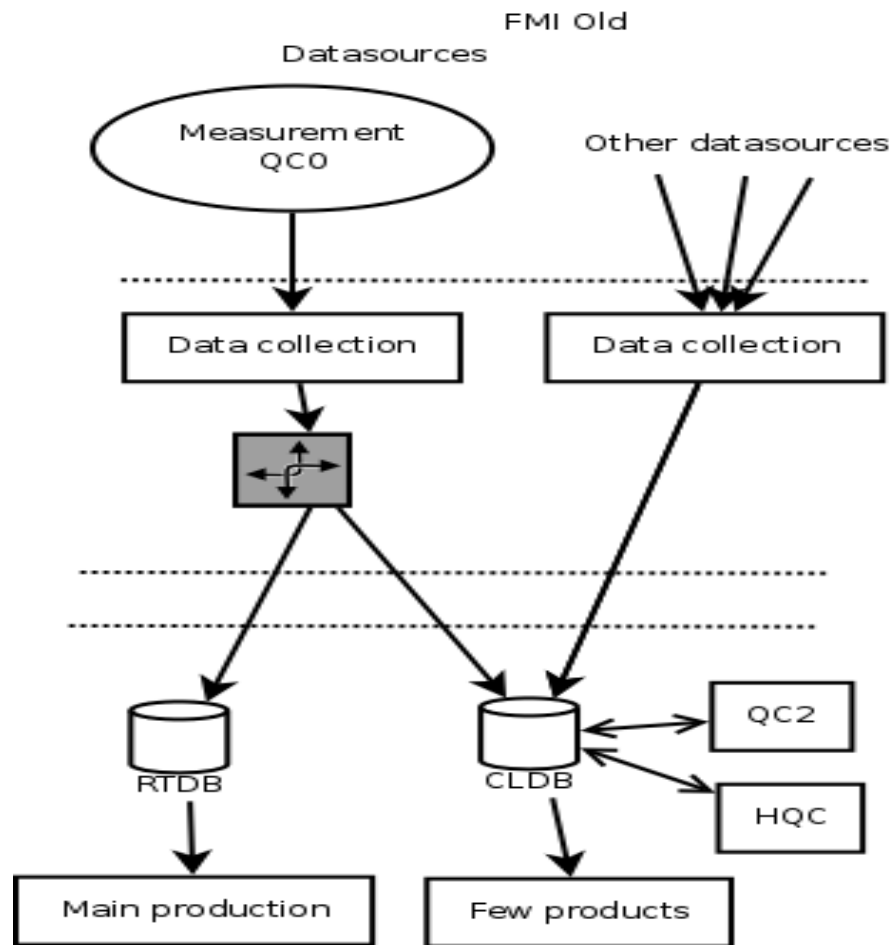 FMI Old
Datasources
Measurement
QC0
Other datasources
Data collection
Data collection
RTDB
CLDB
QC2
HQC
Main production
Few products